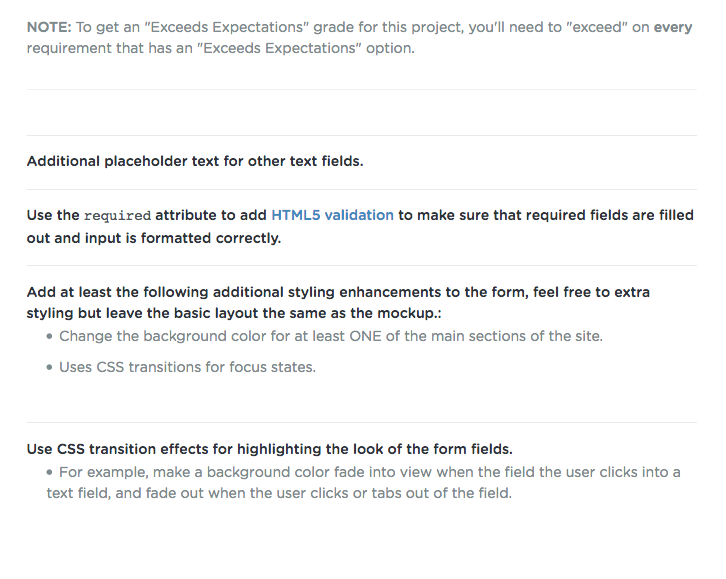 NOTE: To get an "Exceeds Expectations" grade for this project, you'll need to "exceed" on every
requirement that has an "Exceeds Expectations" option.
Additional placeholder text for other text fields.
Use the required attribute to add HTML5 validation to make sure that required fields are filled
out and input is formatted correctly.
Add at least the following additional styling enhancements to the form, feel free to extra
styling but leave the basic layout the same as the mockup.:
• Change the background color for at least ONE of the main sections of the site.
• Uses CSS transitions for focus states.
Use CSS transition effects for highlighting the look of the form fields.
• For example, make a background color fade into view when the field the user clicks into a
text field, and fade out when the user clicks or tabs out of the field.